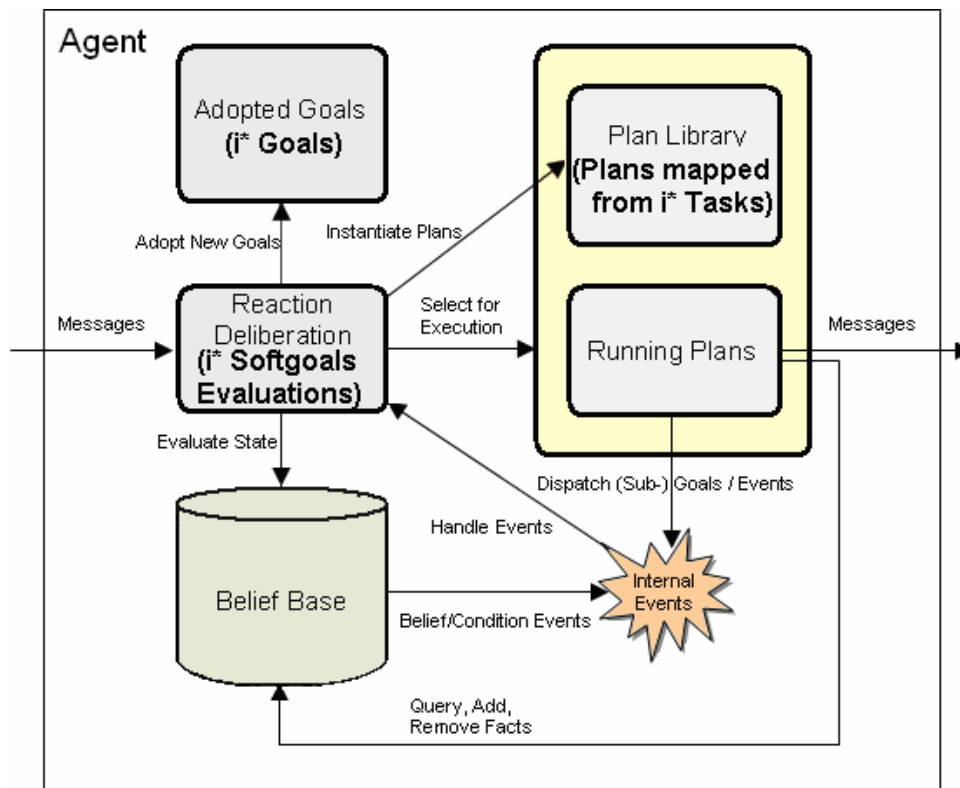 Agent
Adopted Goals
(i* Goals)
Plan Library
(Plans mapped
from i* Tasks)
Adopt New Goals
Instantiate Plans
Messages
Reaction
Deliberation
(i* Softgoals
Evaluations)
Select for
Execution
Running Plans
Messages
Evaluate State
Dispatch (Sub-) Goals / Events
Handle Events
Belief Base
Internal
Events
Belief/Condition Events
Query, Add,
Remove Facts